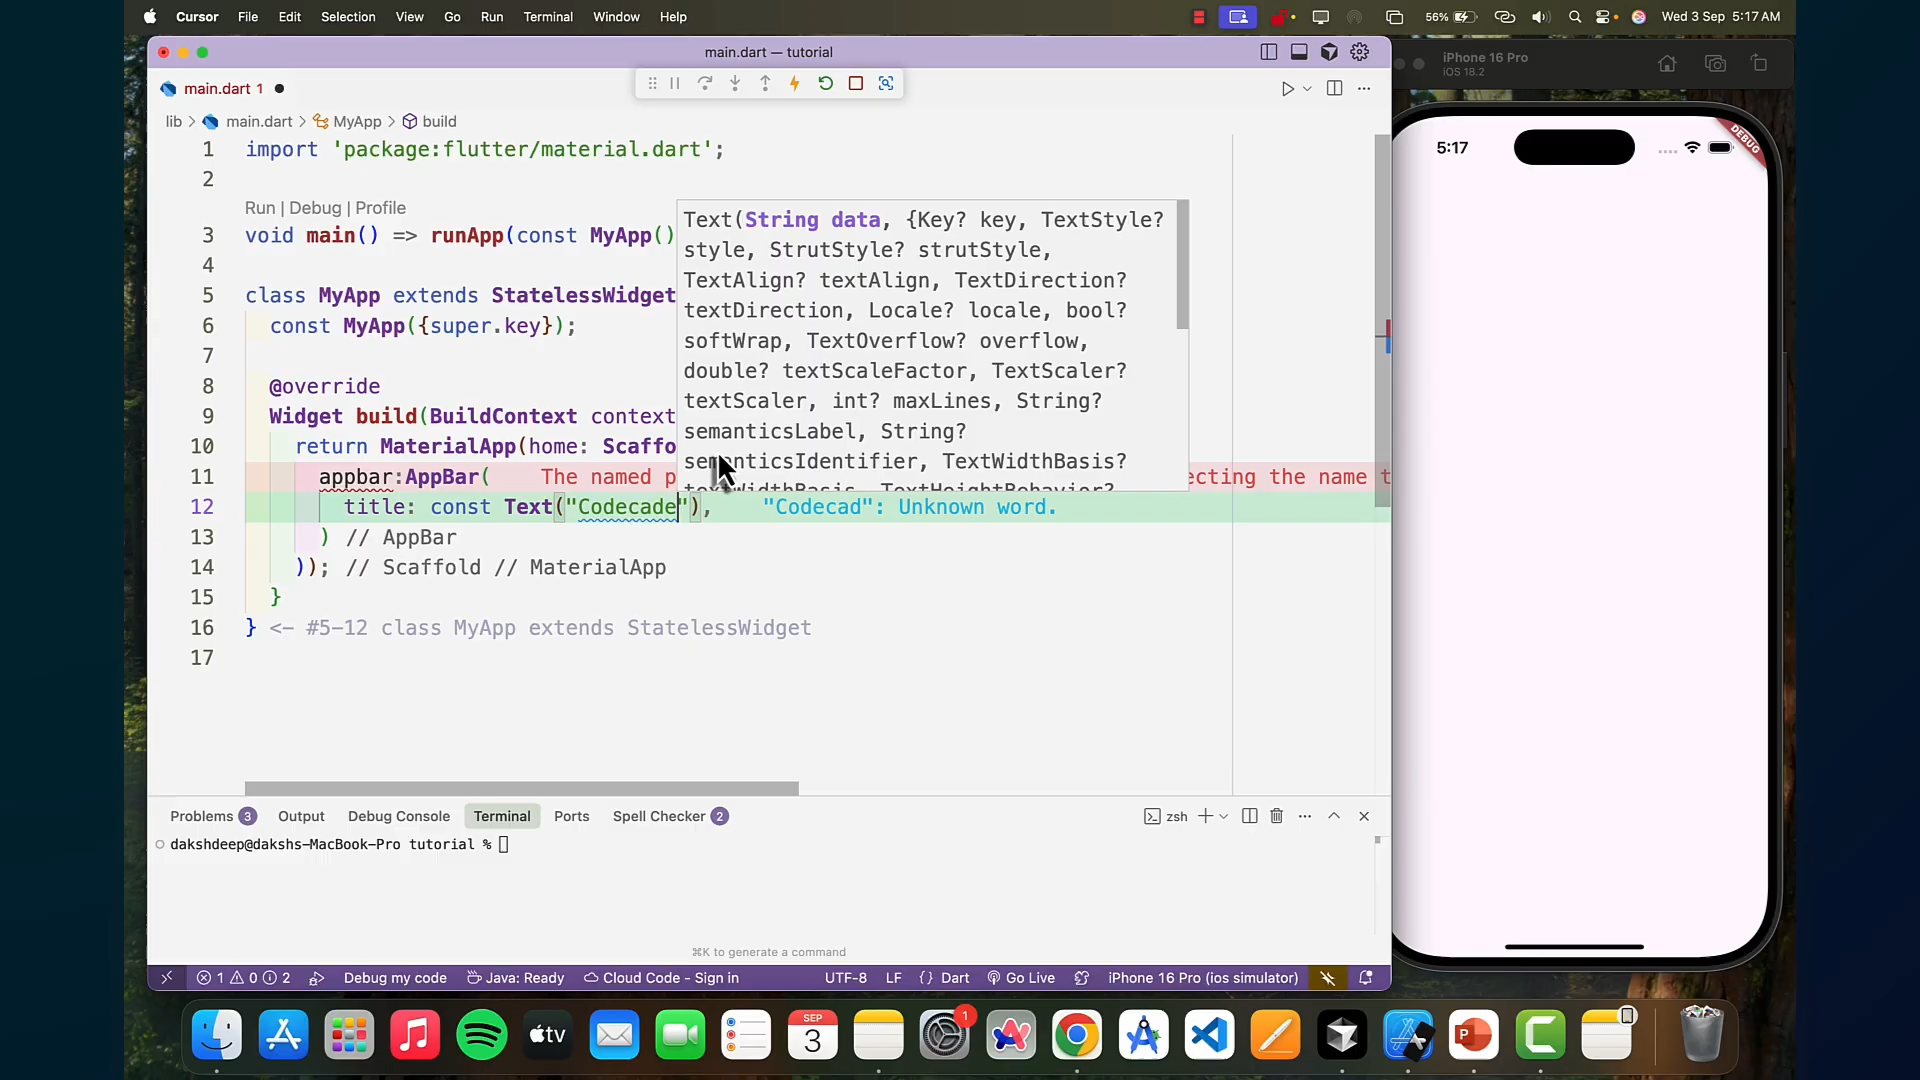 Cursor File Edit Selection View Go Run Terminal Window Help 56% Wed 3 Sep 5:17 AM
main.dart — tutorial
main.dart 1
lib > main.dart > MyApp > build
1 import 'package:flutter/material.dart';
2
Run | Debug | Profile
3 void main() => runApp(const MyApp()
4
5 class MyApp extends StatelessWidget
6 const MyApp({super.key});
7
8 @override
9 Widget build(BuildContext context
10 return MaterialApp(home: Scaffo
11 appbar:AppBar( The named p ecting the name t
12 title: const Text("Codecade"), "Codecad": Unknown word.
13 ) // AppBar
14 )); // Scaffold // MaterialApp
15 }
16 } <- #5-12 class MyApp extends StatelessWidget
17
Text(String data, {Key? key, TextStyle?
style, StrutStyle? strutStyle,
TextAlign? textAlign, TextDirection?
textDirection, Locale? locale, bool?
softWrap, TextOverflow? overflow,
double? textScaleFactor, TextScaler?
textScaler, int? maxLines, String?
semanticsLabel, String?
semanticsIdentifier, TextWidthBasis?
textWidthBasis, TextHeightBehavior?
Problems 3 Output Debug Console Terminal Ports Spell Checker 2 zsh
dakshdeep@dakshs-MacBook-Pro tutorial %
⌘K to generate a command
1 0 2 Debug my code Java: Ready Cloud Code - Sign in UTF-8 LF {} Dart Go Live iPhone 16 Pro (ios simulator)
iPhone 16 Pro
iOS 18.2
5:17
DEBUG
tv
SEP
3
1
P
C